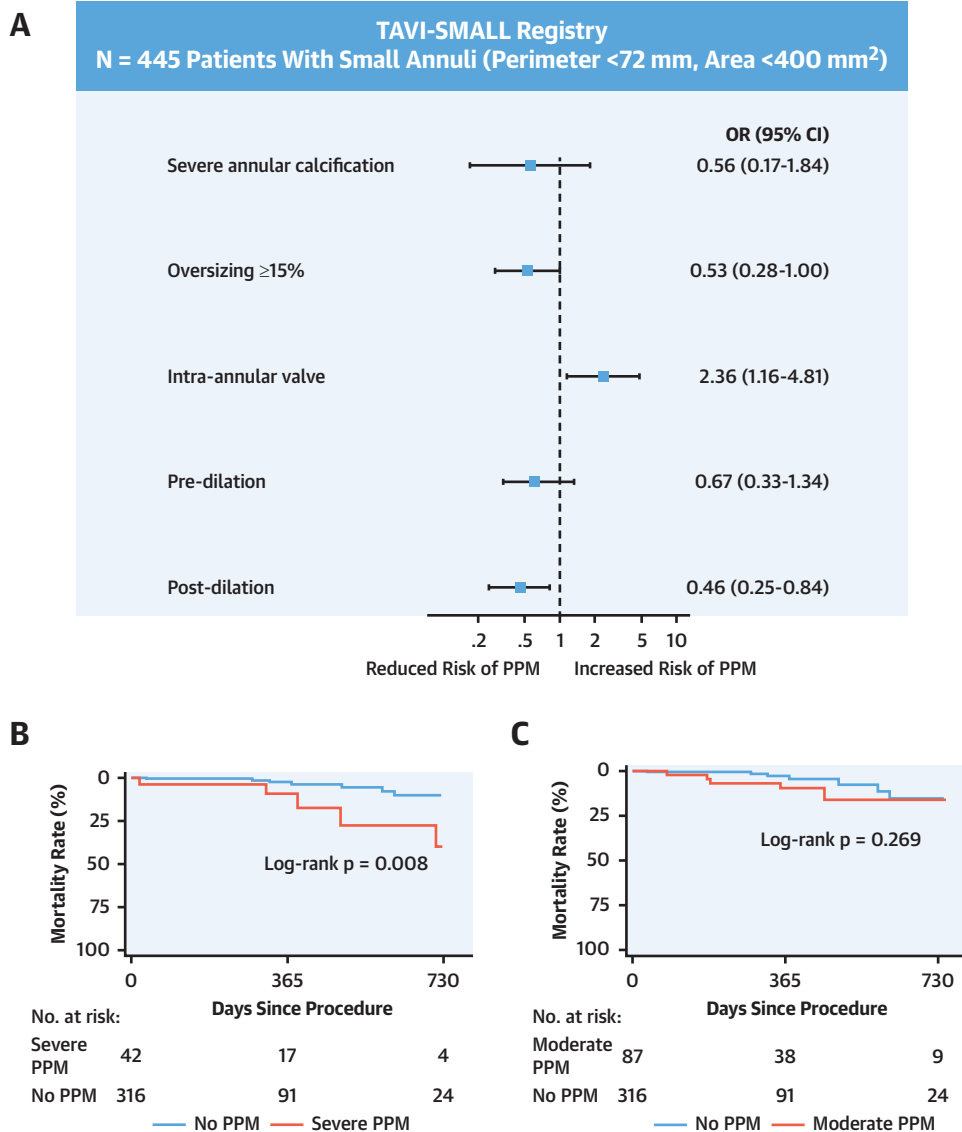 A
TAVI-SMALL Registry
N = 445 Patients With Small Annuli (Perimeter <72 mm, Area <400 mm²)
OR (95% CI)
Severe annular calcification 0.56 (0.17-1.84)
Oversizing ≥15% 0.53 (0.28-1.00)
Intra-annular valve 2.36 (1.16-4.81)
Pre-dilation 0.67 (0.33-1.34)
Post-dilation 0.46 (0.25-0.84)
.2 .5 1 2 5 10
Reduced Risk of PPM Increased Risk of PPM
B
Mortality Rate (%)
0
25
50
75
100
Log-rank p = 0.008
0 365 730
Days Since Procedure
No. at risk:
Severe
PPM 42 17 4
No PPM 316 91 24
No PPM Severe PPM
C
Mortality Rate (%)
0
25
50
75
100
Log-rank p = 0.269
0 365 730
Days Since Procedure
No. at risk:
Moderate
PPM 87 38 9
No PPM 316 91 24
No PPM Moderate PPM